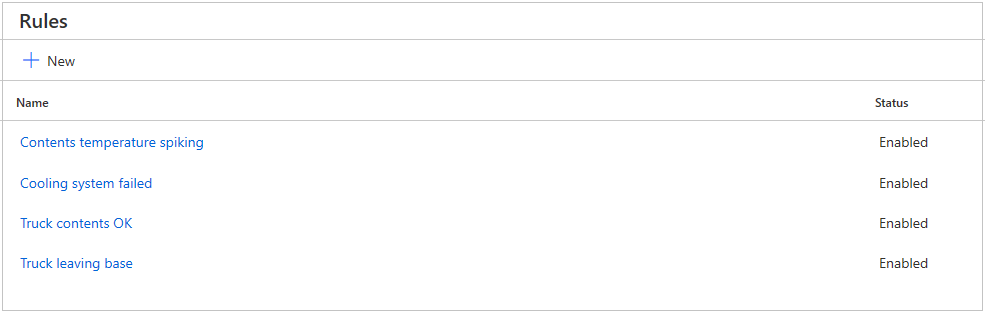 Rules
New
Name Status
Contents temperature spiking Enabled
Cooling system failed Enabled
Truck contents OK Enabled
Truck leaving base Enabled